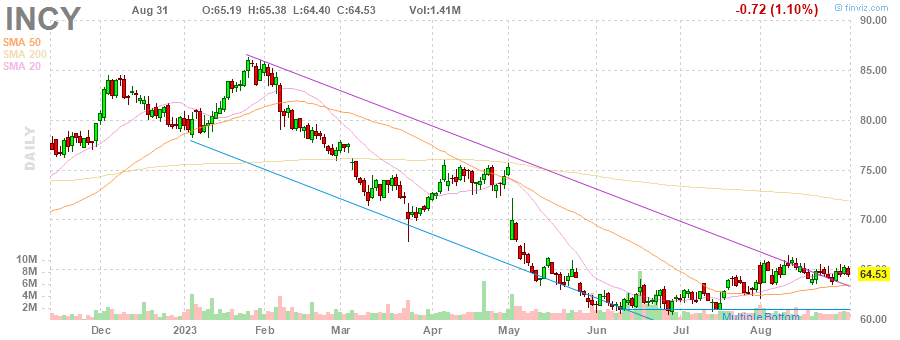 INCY Aug 31 O:65.19 H:65.38 L:64.40 C:64.53 Vol:1.41M -0.72 (1.10%) © finviz.com
SMA 50
SMA 200
SMA 20
DAILY
90.00
85.00
80.00
75.00
70.00
65.00
64.53
60.00
10M
8M
6M
4M
2M
Multiple Bottom
Dec 2023 Feb Mar Apr May Jun Jul Aug